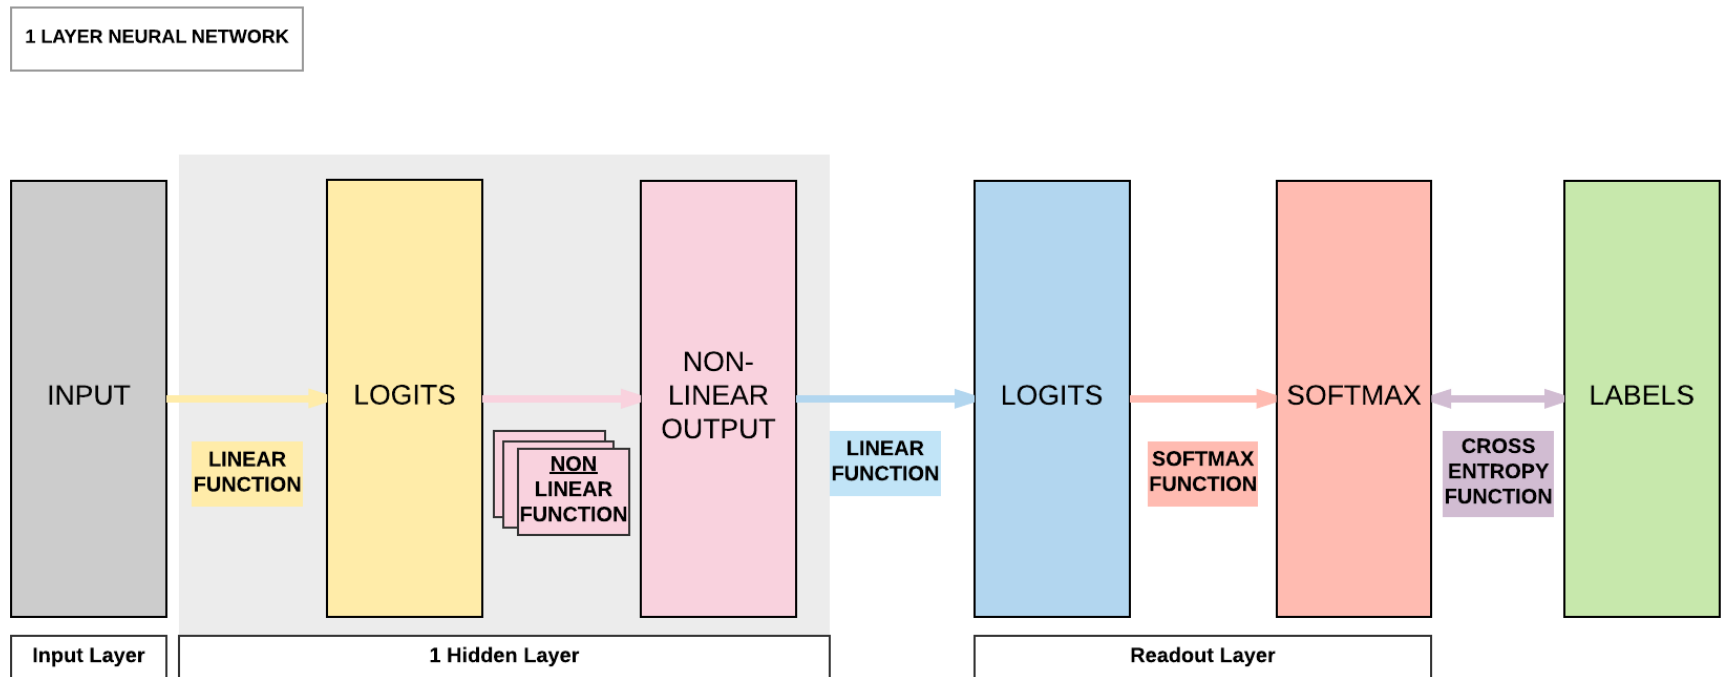 1 LAYER NEURAL NETWORK
INPUT
LINEAR
FUNCTION
LOGITS
NON
LINEAR
FUNCTION
NON-
LINEAR
OUTPUT
LINEAR
FUNCTION
LOGITS
SOFTMAX
FUNCTION
SOFTMAX
CROSS
ENTROPY
FUNCTION
LABELS
Input Layer
1 Hidden Layer
Readout Layer